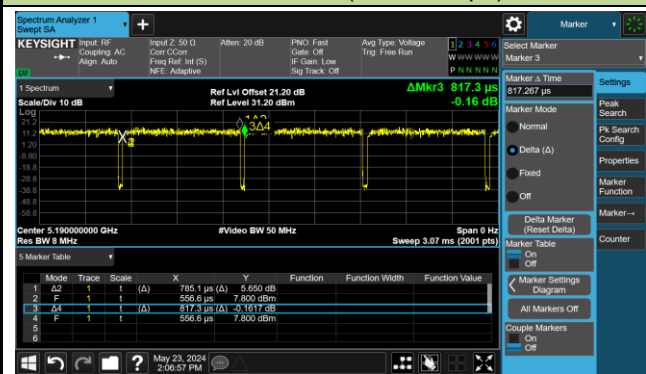 Spectrum Analyzer 1
Swept SA
+
Marker
KEYSIGHT
Input: RF
Coupling: AC
Align: Auto
Input Z: 50 Ω
Corr CCorr
Freq Ref: Int (S)
NFE: Adaptive
Atten: 20 dB
PNO: Fast
Gate: Off
IF Gain: Low
Sig Track: Off
Avg Type: Voltage
Trig: Free Run
1 2 3 4 5 6
W W W W W W
P N N N N N
Select Marker
Marker 3
1 Spectrum
Scale/Div 10 dB
Ref Lvl Offset 21.20 dB
Ref Level 31.20 dBm
ΔMkr3 817.3 µs
-0.16 dB
Log
21.2
11.2
1.20
-8.80
-18.8
-28.8
-38.8
-48.8
-58.8
1Δ2
3Δ4
X2
Center 5.190000000 GHz
Res BW 8 MHz
#Video BW 50 MHz
Span 0 Hz
Sweep 3.07 ms (2001 pts)
5 Marker Table
Mode Trace Scale X Y Function Function Width Function Value
1 Δ2 1 t (Δ) 785.1 µs (Δ) 5.650 dB
2 F 1 t 556.6 µs 7.800 dBm
3 Δ4 1 t (Δ) 817.3 µs (Δ) -0.1617 dB
4 F 1 t 556.6 µs 7.800 dBm
5
6
Marker Δ Time
817.267 µs
Marker Mode
Normal
Delta (Δ)
Fixed
Off
Delta Marker
(Reset Delta)
Marker Table
On
Off
Marker Settings
Diagram
All Markers Off
Couple Markers
On
Off
Settings
Peak
Search
Pk Search
Config
Properties
Marker
Function
Marker→
Counter
?
May 23, 2024
2:06:57 PM